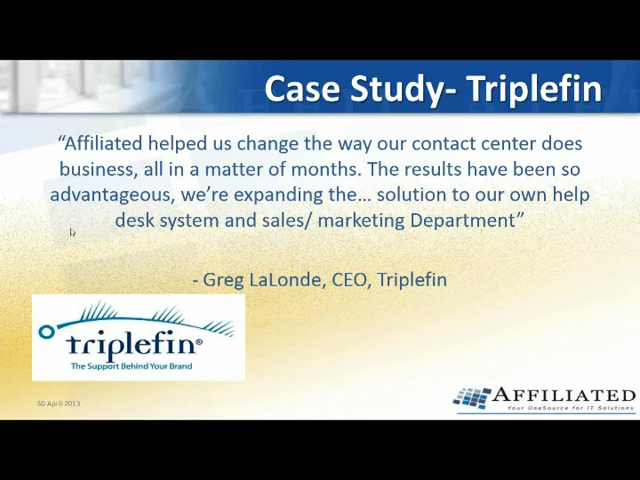 Case Study- Triplefin
“Affiliated helped us change the way our contact center does
business, all in a matter of months. The results have been so
advantageous, we’re expanding the… solution to our own help
desk system and sales/ marketing Department”
- Greg LaLonde, CEO, Triplefin
triplefin®
The Support Behind Your Brand
30 April 2013
AFFILIATED
Your OneSource for IT Solutions